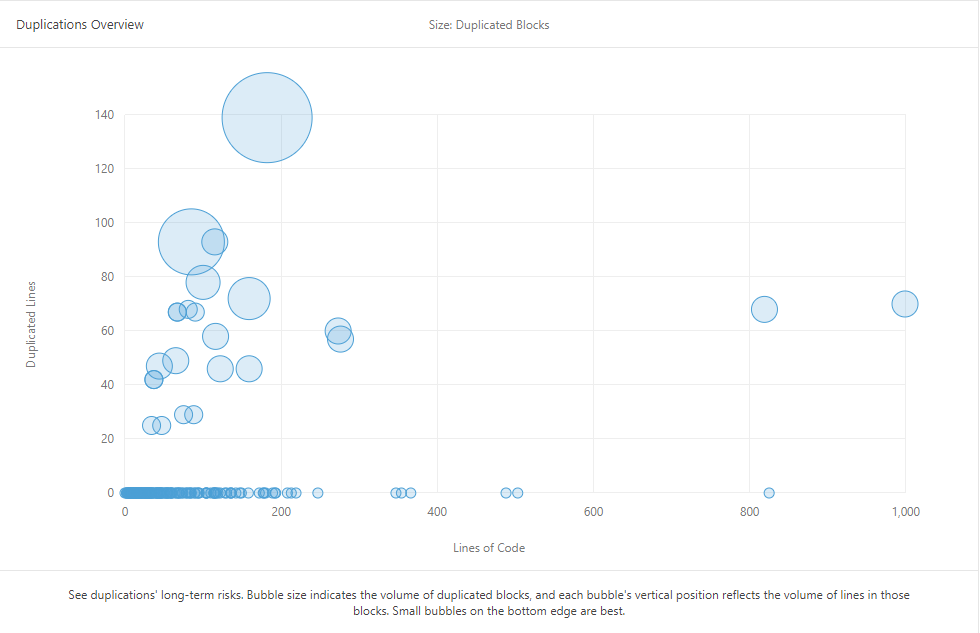 Duplications Overview
Size: Duplicated Blocks
140
120
100
80
60
40
20
0
Duplicated Lines
0 200 400 600 800 1,000
Lines of Code
See duplications' long-term risks. Bubble size indicates the volume of duplicated blocks, and each bubble's vertical position reflects the volume of lines in those
blocks. Small bubbles on the bottom edge are best.